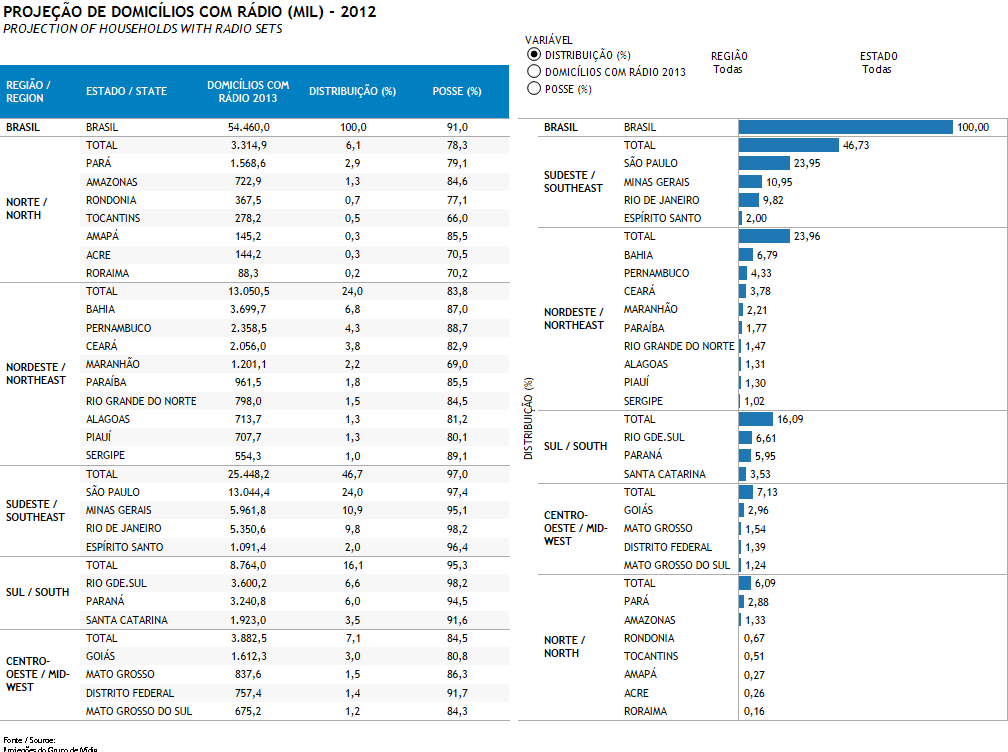 PROJEÇÃO DE DOMICÍLIOS COM RÁDIO (MIL) - 2012
PROJECTION OF HOUSEHOLDS WITH RADIO SETS
REGIÃO / REGION ESTADO / STATE DOMICÍLIOS COM RÁDIO 2013 DISTRIBUIÇÃO (%) POSSE (%)
BRASIL BRASIL 54.460,0 100,0 91,0
NORTE / NORTH
TOTAL 3.314,9 6,1 78,3
PARÁ 1.568,6 2,9 79,1
AMAZONAS 722,9 1,3 84,6
RONDONIA 367,5 0,7 77,1
TOCANTINS 278,2 0,5 66,0
AMAPÁ 145,2 0,3 85,5
ACRE 144,2 0,3 70,5
RORAIMA 88,3 0,2 70,2
NORDESTE / NORTHEAST
TOTAL 13.050,5 24,0 83,8
BAHIA 3.699,7 6,8 87,0
PERNAMBUCO 2.358,5 4,3 88,7
CEARÁ 2.056,0 3,8 82,9
MARANHÃO 1.201,1 2,2 69,0
PARAÍBA 961,5 1,8 85,5
RIO GRANDE DO NORTE 798,0 1,5 84,5
ALAGOAS 713,7 1,3 81,2
PIAUÍ 707,7 1,3 80,1
SERGIPE 554,3 1,0 89,1
SUDESTE / SOUTHEAST
TOTAL 25.448,2 46,7 97,0
SÃO PAULO 13.044,4 24,0 97,4
MINAS GERAIS 5.961,8 10,9 95,1
RIO DE JANEIRO 5.350,6 9,8 98,2
ESPÍRITO SANTO 1.091,4 2,0 96,4
SUL / SOUTH
TOTAL 8.764,0 16,1 95,3
RIO GDE.SUL 3.600,2 6,6 98,2
PARANÁ 3.240,8 6,0 94,5
SANTA CATARINA 1.923,0 3,5 91,6
CENTRO-OESTE / MID-WEST
TOTAL 3.882,5 7,1 84,5
GOIÁS 1.612,3 3,0 80,8
MATO GROSSO 837,6 1,5 86,3
DISTRITO FEDERAL 757,4 1,4 91,7
MATO GROSSO DO SUL 675,2 1,2 84,3
Fonte / Source:
Projeções do Grupo de Mídia
VARIÁVEL
DISTRIBUIÇÃO (%)
DOMICÍLIOS COM RÁDIO 2013
POSSE (%)
REGIÃO
Todas
ESTADO
Todas
DISTRIBUIÇÃO (%)
BRASIL BRASIL 100,00
SUDESTE / SOUTHEAST
TOTAL 46,73
SÃO PAULO 23,95
MINAS GERAIS 10,95
RIO DE JANEIRO 9,82
ESPÍRITO SANTO 2,00
NORDESTE / NORTHEAST
TOTAL 23,96
BAHIA 6,79
PERNAMBUCO 4,33
CEARÁ 3,78
MARANHÃO 2,21
PARAÍBA 1,77
RIO GRANDE DO NORTE 1,47
ALAGOAS 1,31
PIAUÍ 1,30
SERGIPE 1,02
SUL / SOUTH
TOTAL 16,09
RIO GDE.SUL 6,61
PARANÁ 5,95
SANTA CATARINA 3,53
CENTRO-OESTE / MID-WEST
TOTAL 7,13
GOIÁS 2,96
MATO GROSSO 1,54
DISTRITO FEDERAL 1,39
MATO GROSSO DO SUL 1,24
NORTE / NORTH
TOTAL 6,09
PARÁ 2,88
AMAZONAS 1,33
RONDONIA 0,67
TOCANTINS 0,51
AMAPÁ 0,27
ACRE 0,26
RORAIMA 0,16